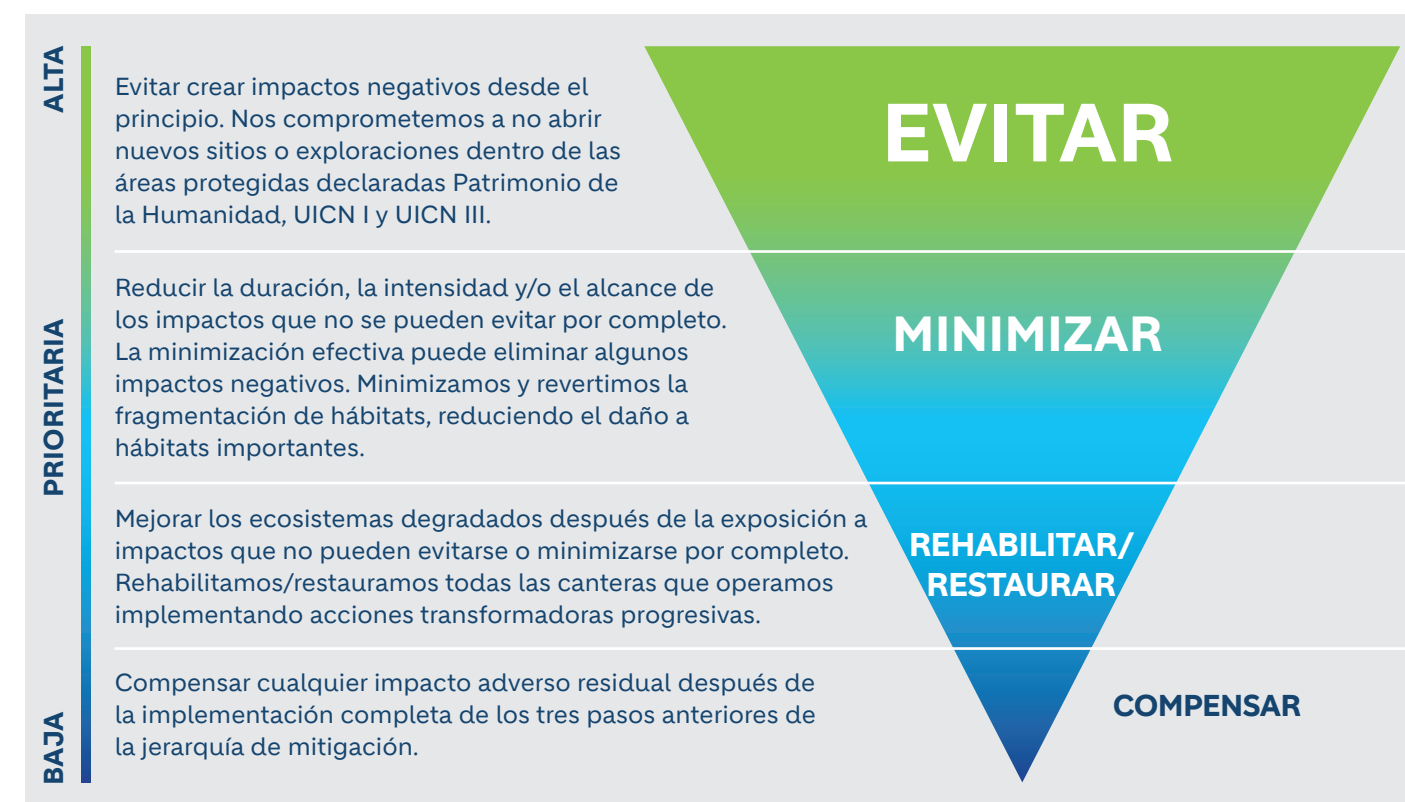 ALTA
Evitar crear impactos negativos desde el
principio. Nos comprometemos a no abrir
nuevos sitios o exploraciones dentro de las
áreas protegidas declaradas Patrimonio de
la Humanidad, UICN I y UICN III.
EVITAR
PRIORITARIA
Reducir la duración, la intensidad y/o el alcance de
los impactos que no se pueden evitar por completo.
La minimización efectiva puede eliminar algunos
impactos negativos. Minimizamos y revertimos la
fragmentación de hábitats, reduciendo el daño a
hábitats importantes.
MINIMIZAR
Mejorar los ecosistemas degradados después de la exposición a
impactos que no pueden evitarse o minimizarse por completo.
Rehabilitamos/restauramos todas las canteras que operamos
implementando acciones transformadoras progresivas.
REHABILITAR/
RESTAURAR
BAJA
Compensar cualquier impacto adverso residual después de
la implementación completa de los tres pasos anteriores de
la jerarquía de mitigación.
COMPENSAR